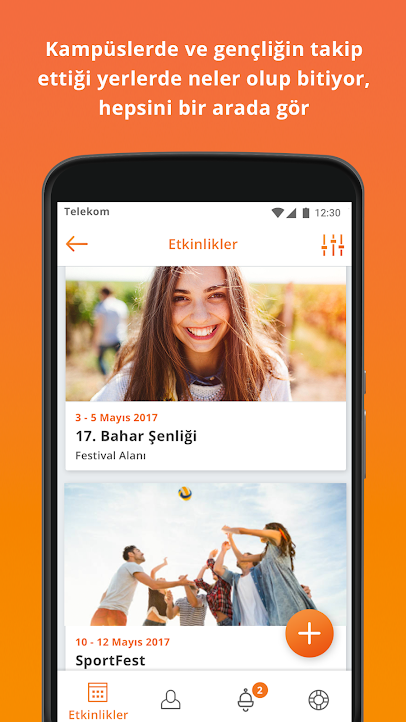 Kampüslerde ve gençliğin takip
ettiği yerlerde neler olup bitiyor,
hepsini bir arada gör
Telekom
12:30
Etkinlikler
3 - 5 Mayıs 2017
17. Bahar Şenliği
Festival Alanı
10 - 12 Mayıs 2017
SportFest
2
Etkinlikler